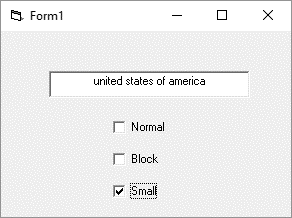 Form1
united states of america
Normal
Block
Small